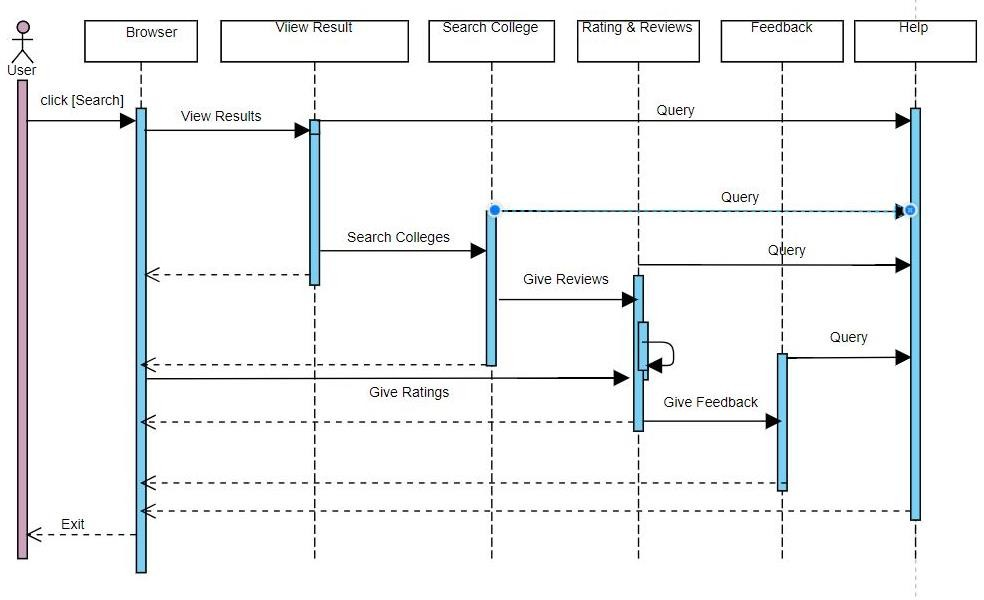 Browser
Viiew Result
Search College
Rating & Reviews
Feedback
Help
User
click [Search]
View Results
Query
Query
Search Colleges
Query
Give Reviews
Query
Give Ratings
Give Feedback
Exit